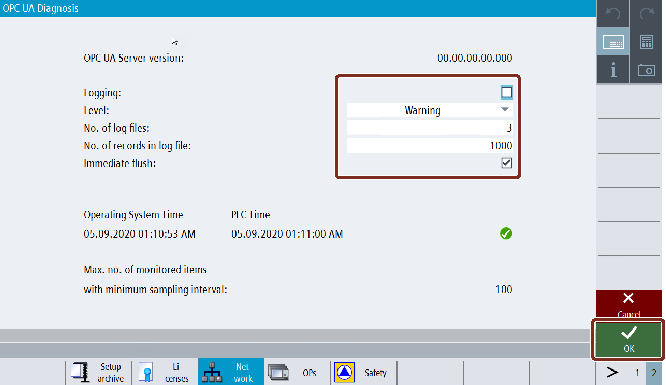 OPC UA Diagnosis
OPC UA Server version: 00.00.00.00.000
Logging:
Level: Warning
No. of log files: 3
No. of records in log file: 1000
Immediate flush:
Operating System Time PLC Time
05.09.2020 01:10:53 AM 05.09.2020 01:11:00 AM
Max. no. of monitored items
with minimum sampling interval: 100
Cancel
OK
Setup
archive
Li
censes
Net
work
OPs
Safety
> 1 2